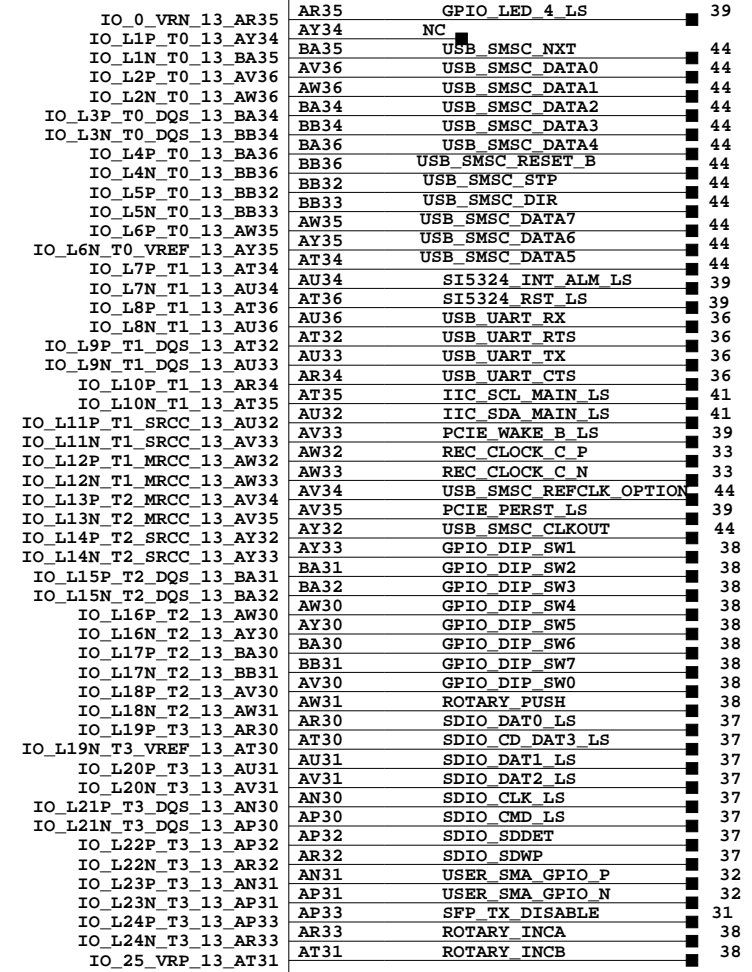 IO_0_VRN_13_AR35 AR35 GPIO_LED_4_LS 39
IO_L1P_T0_13_AY34 AY34 NC
IO_L1N_T0_13_BA35 BA35 USB_SMSC_NXT 44
IO_L2P_T0_13_AV36 AV36 USB_SMSC_DATA0 44
IO_L2N_T0_13_AW36 AW36 USB_SMSC_DATA1 44
IO_L3P_T0_DQS_13_BA34 BA34 USB_SMSC_DATA2 44
IO_L3N_T0_DQS_13_BB34 BB34 USB_SMSC_DATA3 44
IO_L4P_T0_13_BA36 BA36 USB_SMSC_DATA4 44
IO_L4N_T0_13_BB36 BB36 USB_SMSC_RESET_B 44
IO_L5P_T0_13_BB32 BB32 USB_SMSC_STP 44
IO_L5N_T0_13_BB33 BB33 USB_SMSC_DIR 44
IO_L6P_T0_13_AW35 AW35 USB_SMSC_DATA7 44
IO_L6N_T0_VREF_13_AY35 AY35 USB_SMSC_DATA6 44
IO_L7P_T1_13_AT34 AT34 USB_SMSC_DATA5 44
IO_L7N_T1_13_AU34 AU34 SI5324_INT_ALM_LS 39
IO_L8P_T1_13_AT36 AT36 SI5324_RST_LS 39
IO_L8N_T1_13_AU36 AU36 USB_UART_RX 36
IO_L9P_T1_DQS_13_AT32 AT32 USB_UART_RTS 36
IO_L9N_T1_DQS_13_AU33 AU33 USB_UART_TX 36
IO_L10P_T1_13_AR34 AR34 USB_UART_CTS 36
IO_L10N_T1_13_AT35 AT35 IIC_SCL_MAIN_LS 41
IO_L11P_T1_SRCC_13_AU32 AU32 IIC_SDA_MAIN_LS 41
IO_L11N_T1_SRCC_13_AV33 AV33 PCIE_WAKE_B_LS 39
IO_L12P_T1_MRCC_13_AW32 AW32 REC_CLOCK_C_P 33
IO_L12N_T1_MRCC_13_AW33 AW33 REC_CLOCK_C_N 33
IO_L13P_T2_MRCC_13_AV34 AV34 USB_SMSC_REFCLK_OPTION 44
IO_L13N_T2_MRCC_13_AV35 AV35 PCIE_PERST_LS 39
IO_L14P_T2_SRCC_13_AY32 AY32 USB_SMSC_CLKOUT 44
IO_L14N_T2_SRCC_13_AY33 AY33 GPIO_DIP_SW1 38
IO_L15P_T2_DQS_13_BA31 BA31 GPIO_DIP_SW2 38
IO_L15N_T2_DQS_13_BA32 BA32 GPIO_DIP_SW3 38
IO_L16P_T2_13_AW30 AW30 GPIO_DIP_SW4 38
IO_L16N_T2_13_AY30 AY30 GPIO_DIP_SW5 38
IO_L17P_T2_13_BA30 BA30 GPIO_DIP_SW6 38
IO_L17N_T2_13_BB31 BB31 GPIO_DIP_SW7 38
IO_L18P_T2_13_AV30 AV30 GPIO_DIP_SW0 38
IO_L18N_T2_13_AW31 AW31 ROTARY_PUSH 38
IO_L19P_T3_13_AR30 AR30 SDIO_DAT0_LS 37
IO_L19N_T3_VREF_13_AT30 AT30 SDIO_CD_DAT3_LS 37
IO_L20P_T3_13_AU31 AU31 SDIO_DAT1_LS 37
IO_L20N_T3_13_AV31 AV31 SDIO_DAT2_LS 37
IO_L21P_T3_DQS_13_AN30 AN30 SDIO_CLK_LS 37
IO_L21N_T3_DQS_13_AP30 AP30 SDIO_CMD_LS 37
IO_L22P_T3_13_AP32 AP32 SDIO_SDDET 37
IO_L22N_T3_13_AR32 AR32 SDIO_SDWP 37
IO_L23P_T3_13_AN31 AN31 USER_SMA_GPIO_P 32
IO_L23N_T3_13_AP31 AP31 USER_SMA_GPIO_N 32
IO_L24P_T3_13_AP33 AP33 SFP_TX_DISABLE 31
IO_L24N_T3_13_AR33 AR33 ROTARY_INCA 38
IO_25_VRP_13_AT31 AT31 ROTARY_INCB 38